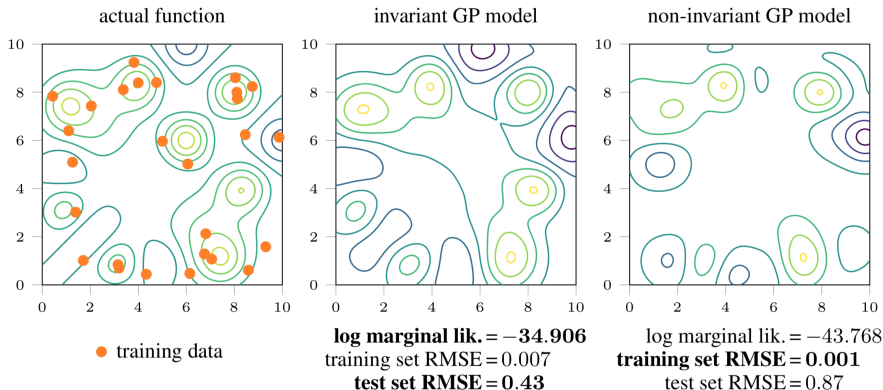 actual function
invariant GP model
non-invariant GP model
10
8
6
4
2
0
0 2 4 6 8 10
10
8
6
4
2
0
0 2 4 6 8 10
10
8
6
4
2
0
0 2 4 6 8 10
training data
log marginal lik. = −34.906
training set RMSE = 0.007
test set RMSE = 0.43
log marginal lik. = −43.768
training set RMSE = 0.001
test set RMSE = 0.87